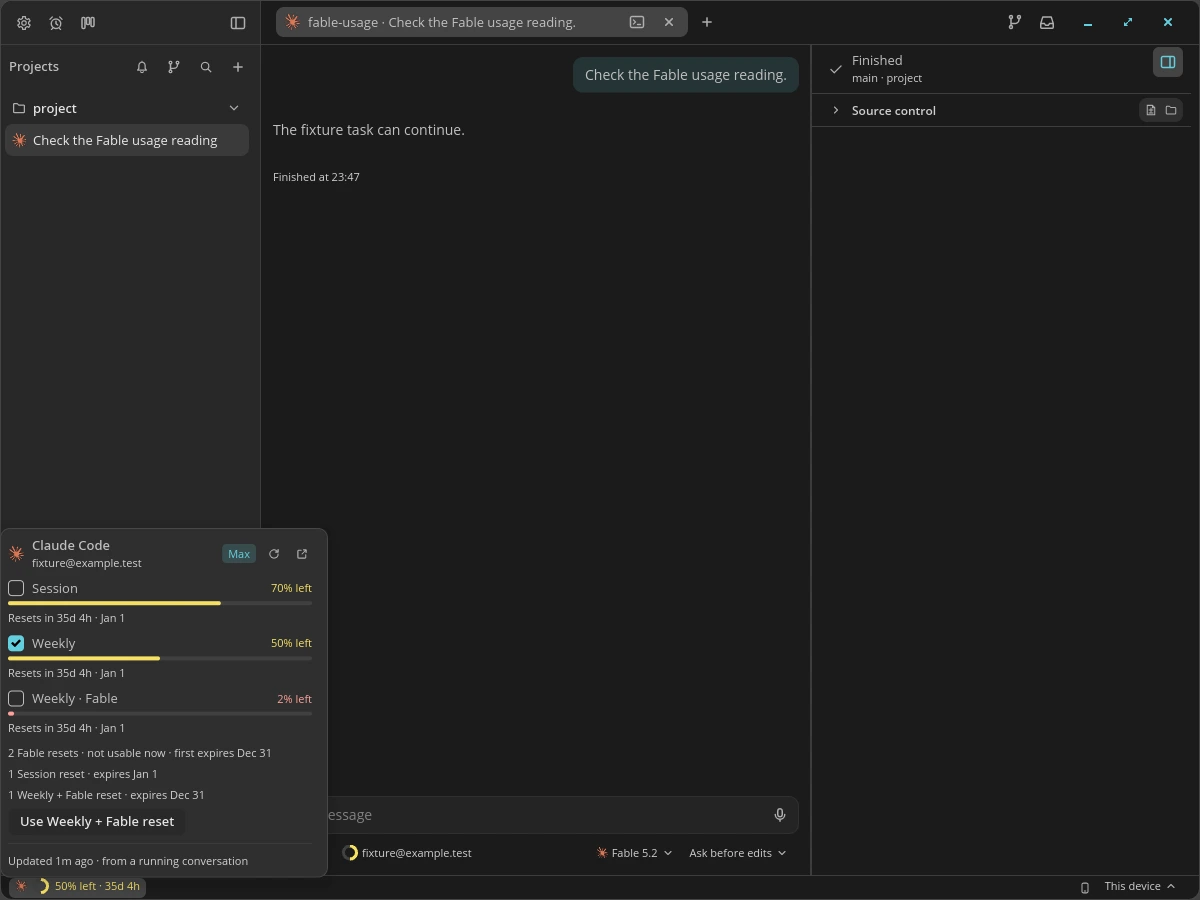 fable-usage · Check the Fable usage reading.
Projects
project
Check the Fable usage reading
Check the Fable usage reading.
The fixture task can continue.
Finished at 23:47
Finished
main · project
Source control
Claude Code
fixture@example.test
Max
Session
70% left
Resets in 35d 4h · Jan 1
Weekly
50% left
Resets in 35d 4h · Jan 1
Weekly · Fable
2% left
Resets in 35d 4h · Jan 1
2 Fable resets · not usable now · first expires Dec 31
1 Session reset · expires Jan 1
1 Weekly + Fable reset · expires Dec 31
Use Weekly + Fable reset
Updated 1m ago · from a running conversation
essage
fixture@example.test
Fable 5.2
Ask before edits
50% left · 35d 4h
This device